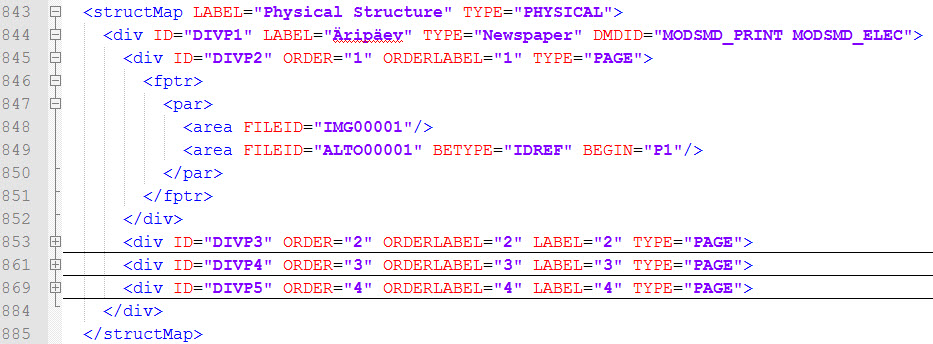 843 <structMap LABEL="Physical Structure" TYPE="PHYSICAL">
844 <div ID="DIVP1" LABEL="Äripäev" TYPE="Newspaper" DMDID="MODSMD_PRINT MODSMD_ELEC">
845 <div ID="DIVP2" ORDER="1" ORDERLABEL="1" TYPE="PAGE">
846 <fptr>
847 <par>
848 <area FILEID="IMG00001"/>
849 <area FILEID="ALTO00001" BETYPE="IDREF" BEGIN="P1"/>
850 </par>
851 </fptr>
852 </div>
853 <div ID="DIVP3" ORDER="2" ORDERLABEL="2" LABEL="2" TYPE="PAGE">
861 <div ID="DIVP4" ORDER="3" ORDERLABEL="3" LABEL="3" TYPE="PAGE">
869 <div ID="DIVP5" ORDER="4" ORDERLABEL="4" LABEL="4" TYPE="PAGE">
884 </div>
885 </structMap>